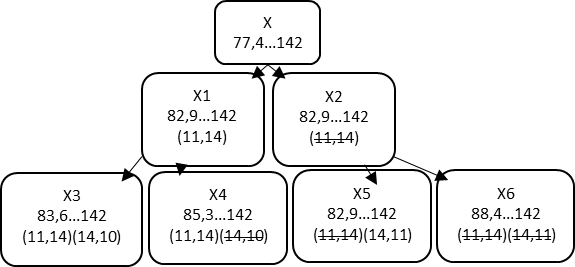 X
77,4...142
X1
82,9...142
(11,14)
X2
82,9...142
(11,14)
X3
83,6...142
(11,14)(14,10)
X4
85,3...142
(11,14)(14,10)
X5
82,9...142
(11,14)(14,11)
X6
88,4...142
(11,14)(14,11)